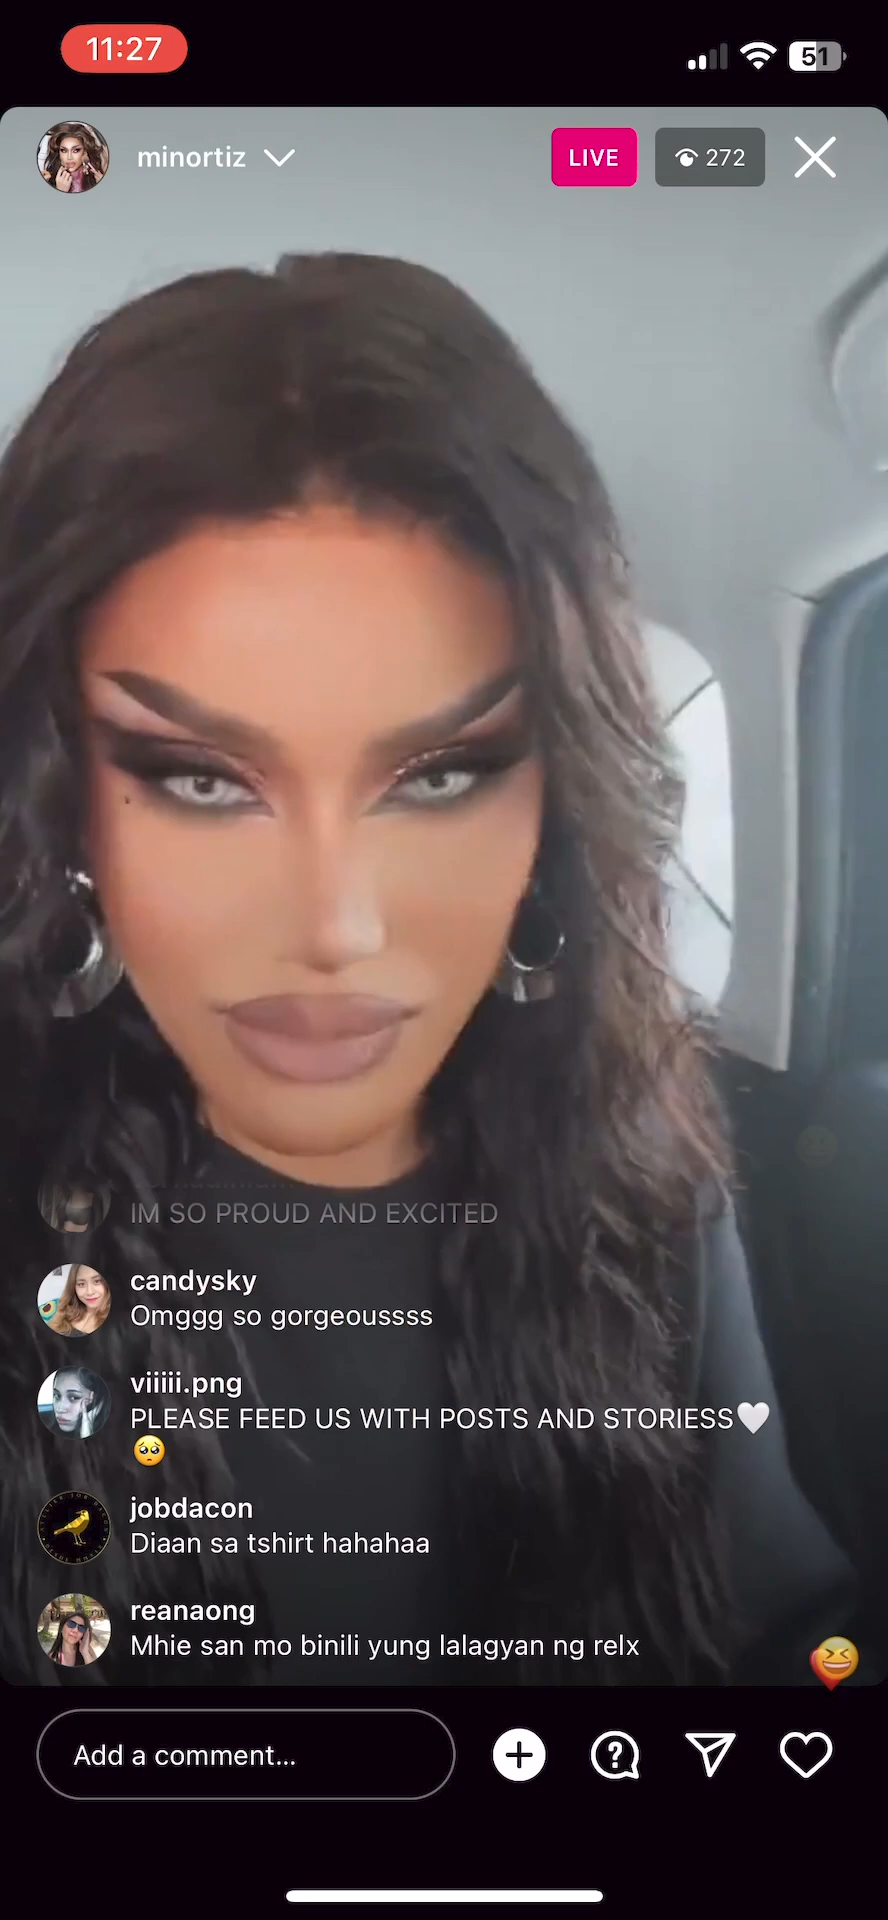 11:27
51
minortiz
LIVE
272
IM SO PROUD AND EXCITED
candysky
Omggg so gorgeoussss
viiiii.png
PLEASE FEED US WITH POSTS AND STORIESS🤍
🥺
jobdacon
Diaan sa tshirt hahahaa
reanaong
Mhie san mo binili yung lalagyan ng relx
Add a comment...